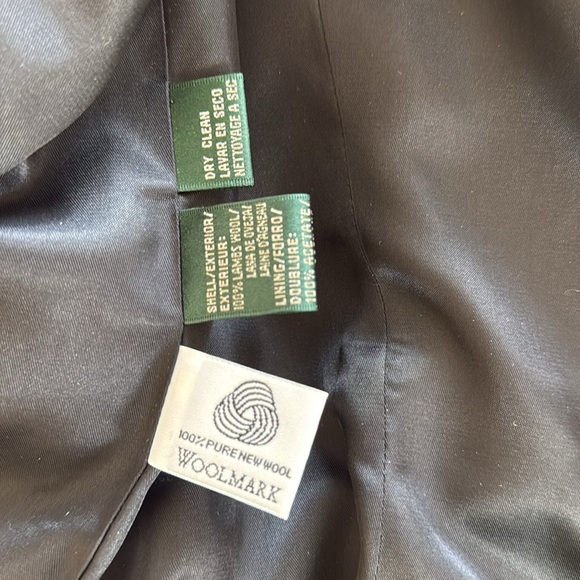 DRY CLEAN
LAVAR EN SECO
NETTOYAGE A SEC
SHELL/EXTERIOR/
EXTERIEUR:
100% LAMBS WOOL/
LANA DE OVEJA/
LAINE D'AGNEAU
LINING/FORRO/
DOUBLURE:
100% ACETATE/
100% PURE NEW WOOL
WOOLMARK